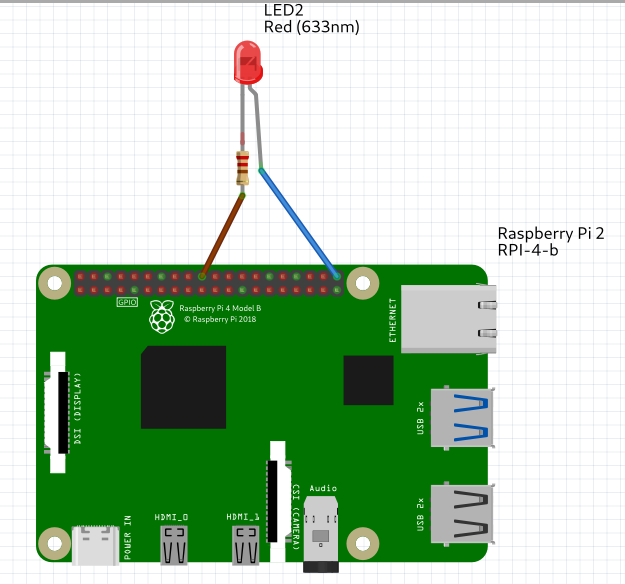 LED2
Red (633nm)
Raspberry Pi 2
RPI-4-b
GPIO
Raspberry Pi 4 Model B
© Raspberry Pi 2018
ETHERNET
DSI (DISPLAY)
USB 2x
USB 2x
Audio
CSI (CAMERA)
POWER IN
HDMI_0
HDMI_1